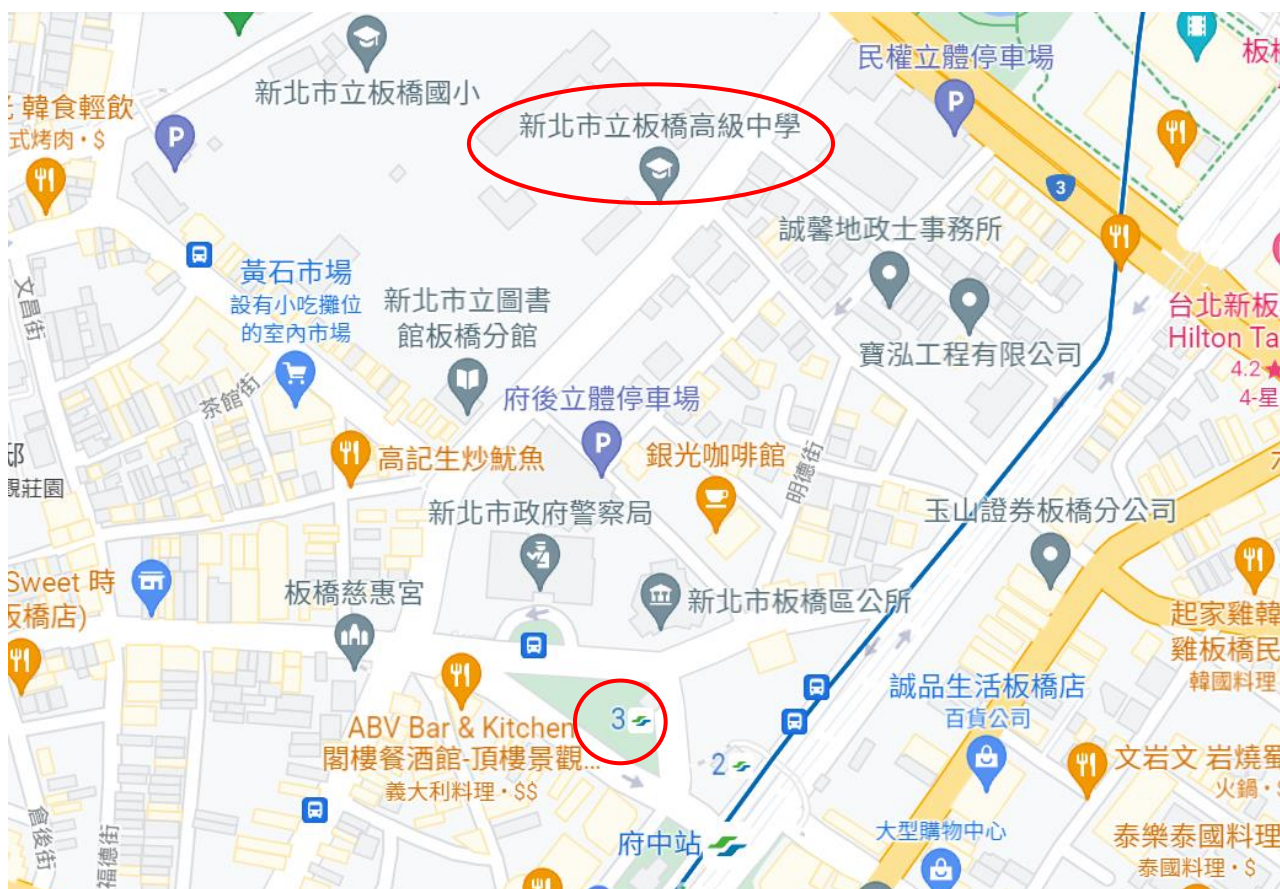 民權立體停車場
新北市立板橋國小
韓食輕飲
式烤肉・$
P
新北市立板橋高級中學
P
3
誠馨地政士事務所
黃石市場
設有小吃攤位
的室內市場
新北市立圖書
館板橋分館
文昌街
台北新板
Hilton Ta
4.2
4-星
寶泓工程有限公司
茶館街
府後立體停車場
P
高記生炒魷魚
銀光咖啡館
明德街
邸
觀莊園
新北市政府警察局
玉山證券板橋分公司
Sweet 時
板橋店)
板橋慈惠宮
新北市板橋區公所
起家雞韓
雞板橋民
韓國料理
誠品生活板橋店
百貨公司
ABV Bar & Kitchen
閣樓餐酒館-頂樓景觀...
義大利料理・$$
3
2
文岩文 岩燒蜀
火鍋・$
府中站
大型購物中心
泰樂泰國料理
泰國料理・$
倉後街
福德街